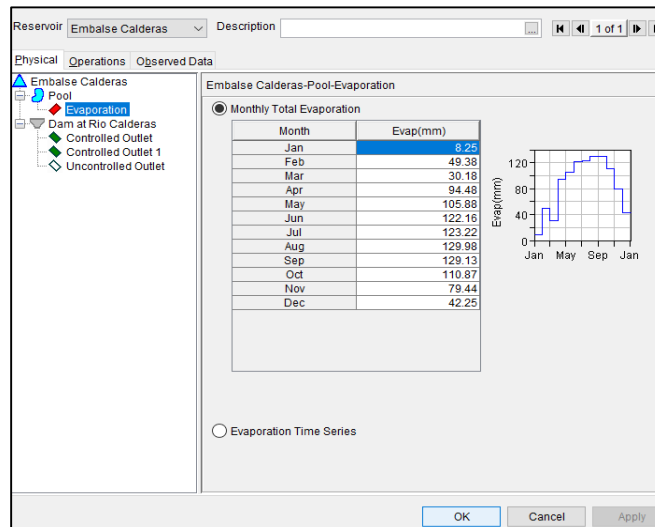 Reservoir Embalse Calderas Description ... 1 of 1
Physical Operations Observed Data
Embalse Calderas
Pool
Evaporation
Dam at Rio Calderas
Controlled Outlet
Controlled Outlet 1
Uncontrolled Outlet
Embalse Calderas-Pool-Evaporation
Monthly Total Evaporation
Month Evap(mm)
Jan 8.25
Feb 49.38
Mar 30.18
Apr 94.48
May 105.88
Jun 122.16
Jul 123.22
Aug 129.98
Sep 129.13
Oct 110.87
Nov 79.44
Dec 42.25
Evap(mm)
120
80
40
0
Jan May Sep Jan
Evaporation Time Series
OK Cancel Apply